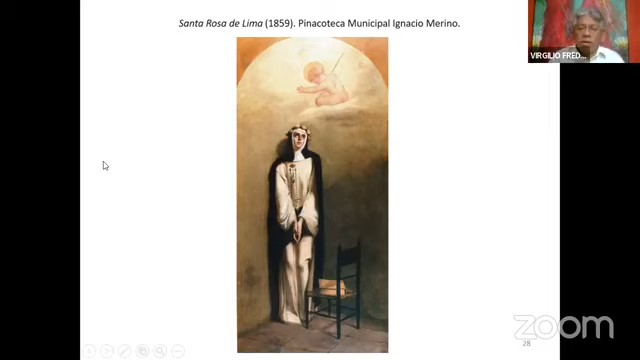 Santa Rosa de Lima (1859). Pinacoteca Municipal Ignacio Merino.
VIRGILIO FRED...
28
zoom